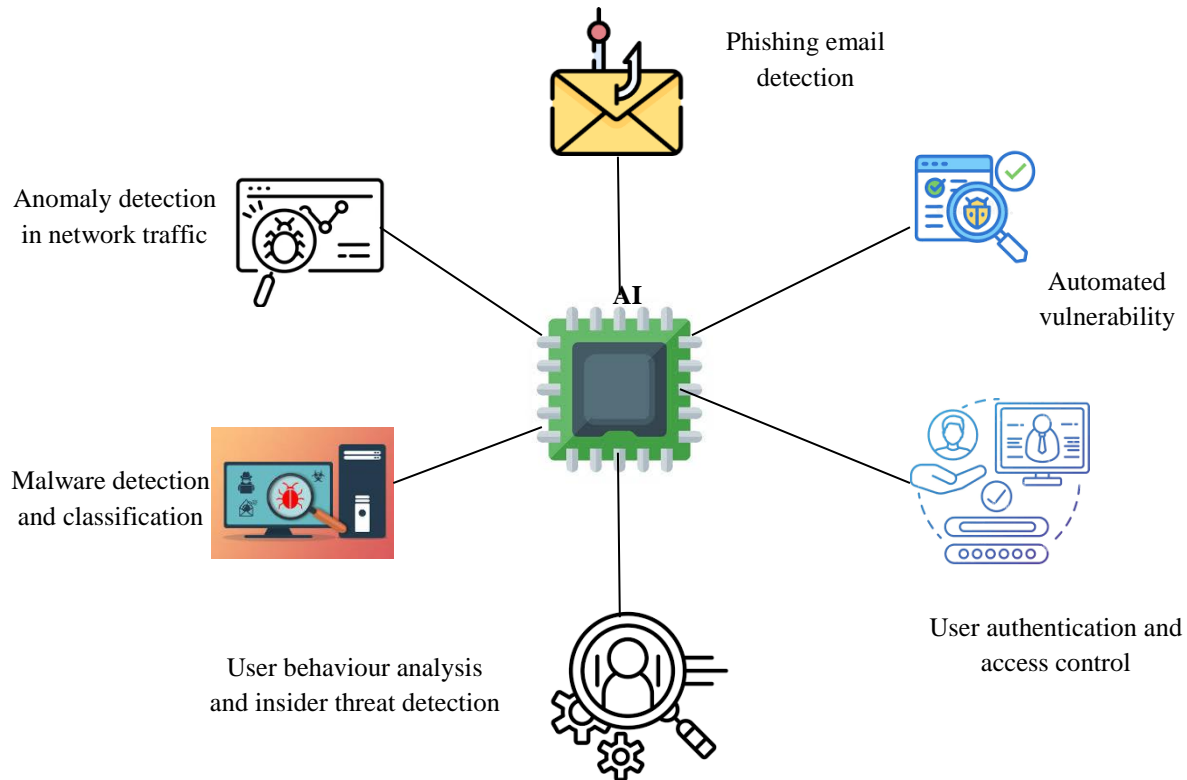 Phishing email
detection
Anomaly detection
in network traffic
Automated
vulnerability
AI
Malware detection
and classification
User authentication and
access control
User behaviour analysis
and insider threat detection